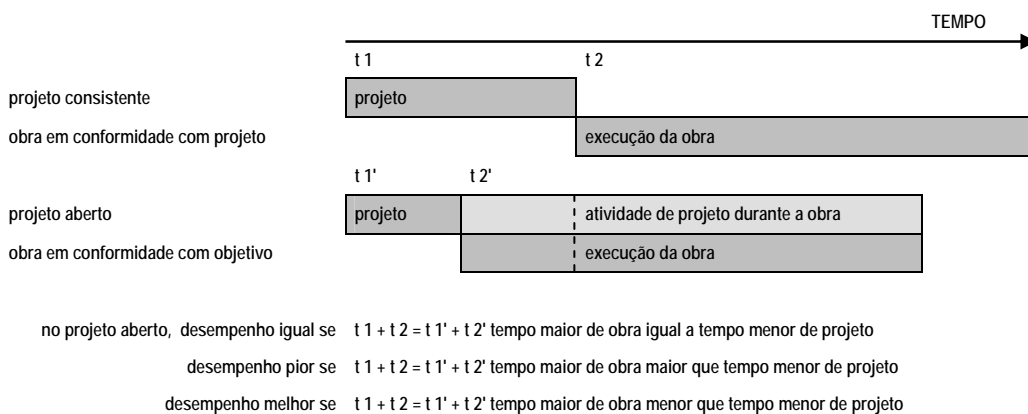 TEMPO
t 1 t 2
projeto consistente projeto
obra em conformidade com projeto execução da obra
t 1' t 2'
projeto aberto projeto atividade de projeto durante a obra
obra em conformidade com objetivo execução da obra
no projeto aberto, desempenho igual se t 1 + t 2 = t 1' + t 2' tempo maior de obra igual a tempo menor de projeto
desempenho pior se t 1 + t 2 = t 1' + t 2' tempo maior de obra maior que tempo menor de projeto
desempenho melhor se t 1 + t 2 = t 1' + t 2' tempo maior de obra menor que tempo menor de projeto